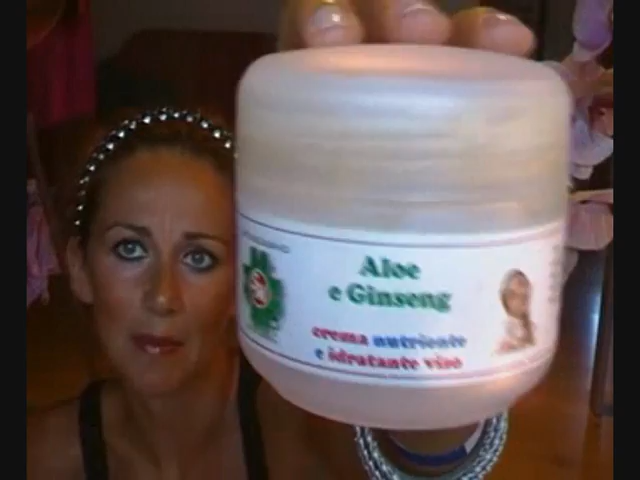 Aloe
e Ginseng
crema nutriente
e idratante viso